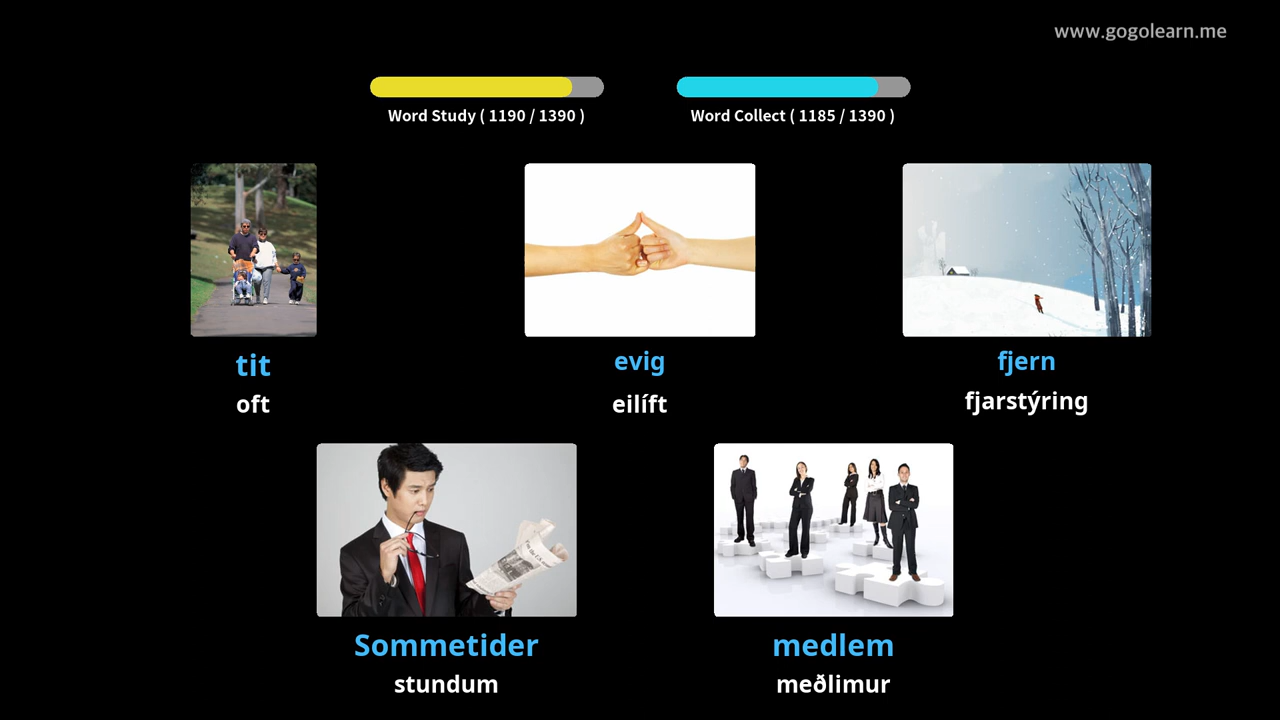 www.gogolearn.me
Word Study ( 1190 / 1390 )
Word Collect ( 1185 / 1390 )
tit
oft
evig
eilíft
fjern
fjarstýring
Sommetider
stundum
medlem
meðlimur